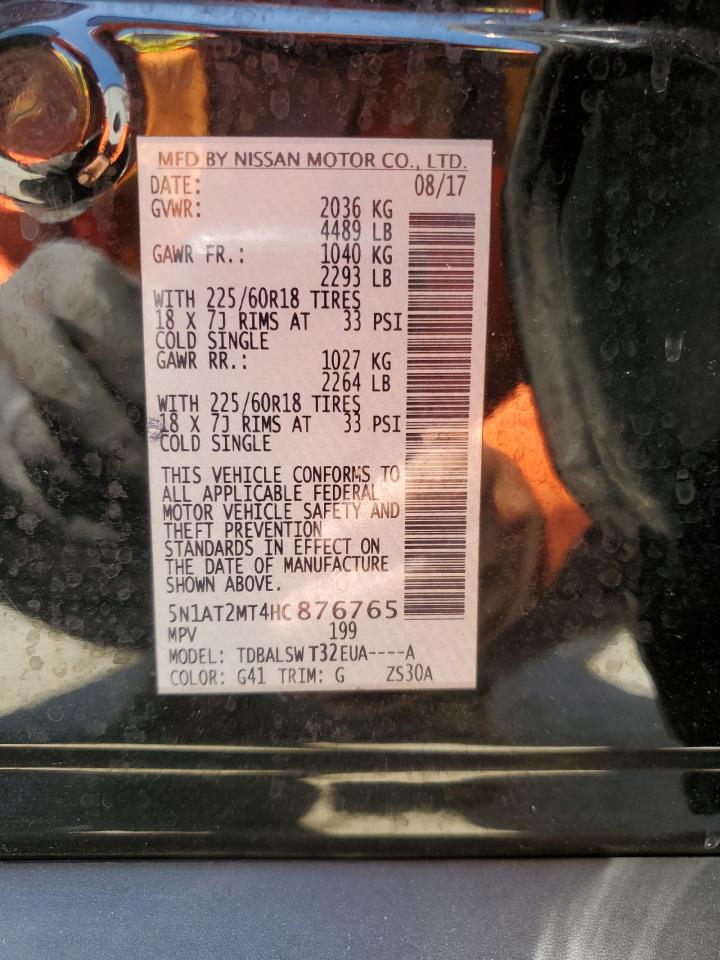 MFD BY NISSAN MOTOR CO., LTD.
DATE: 08/17
GVWR: 2036 KG
4489 LB
GAWR FR.: 1040 KG
2293 LB
WITH 225/60R18 TIRES
18 X 7J RIMS AT 33 PSI
COLD SINGLE
GAWR RR.: 1027 KG
2264 LB
WITH 225/60R18 TIRES
18 X 7J RIMS AT 33 PSI
COLD SINGLE
THIS VEHICLE CONFORMS TO
ALL APPLICABLE FEDERAL
MOTOR VEHICLE SAFETY AND
THEFT PREVENTION
STANDARDS IN EFFECT ON
THE DATE OF MANUFACTURE
SHOWN ABOVE.
5N1AT2MT4HC876765
MPV 199
MODEL: TDBALSW T32EUA----A
COLOR: G41 TRIM: G ZS30A